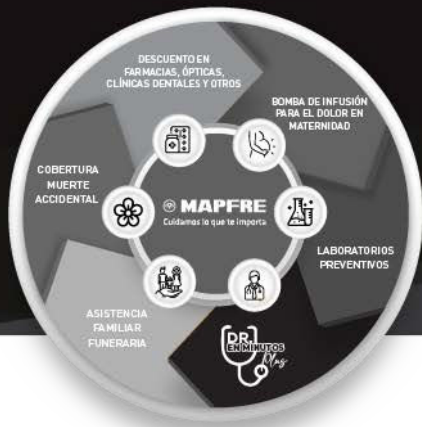 DESCUENTO EN
FARMACIAS, ÓPTICAS,
CLÍNICAS DENTALES Y OTROS
BOMBA DE INFUSIÓN
PARA EL DOLOR EN
MATERNIDAD
COBERTURA
MUERTE
ACCIDENTAL
MAPFRE
Cuidamos lo que te importa
LABORATORIOS
PREVENTIVOS
ASISTENCIA
FAMILIAR
FUNERARIA
DR.
EN MINUTOS
Plus